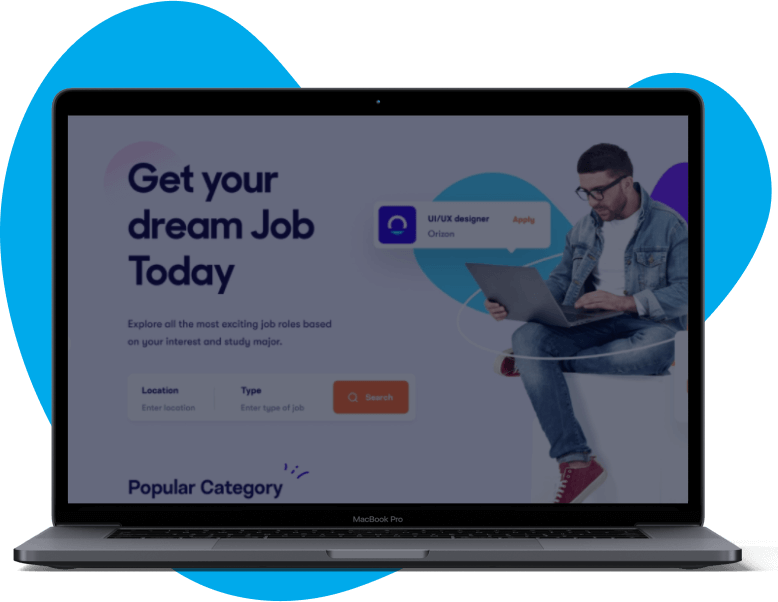 Get your
dream Job
Today
UI/UX designer
Apply
Orizon
Explore all the most exciting job roles based
on your interest and study major.
Location
Type
Search
Enter location
Enter type of job
Popular Category
MacBook Pro